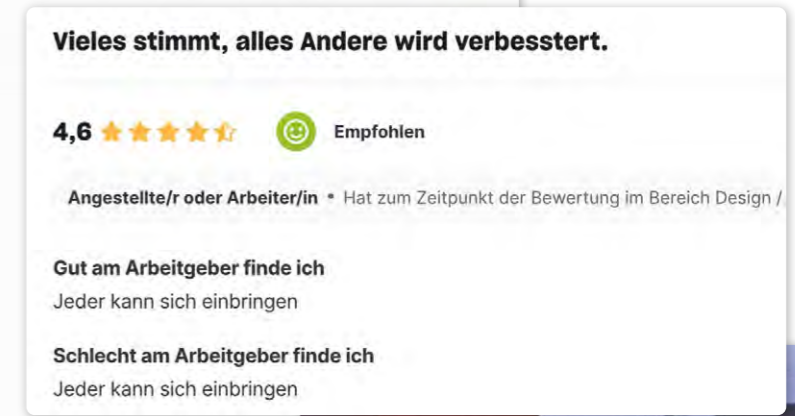 Vieles stimmt, alles Andere wird verbesstert.
4,6 Empfohlen
Angestellte/r oder Arbeiter/in • Hat zum Zeitpunkt der Bewertung im Bereich Design /
Gut am Arbeitgeber finde ich
Jeder kann sich einbringen
Schlecht am Arbeitgeber finde ich
Jeder kann sich einbringen